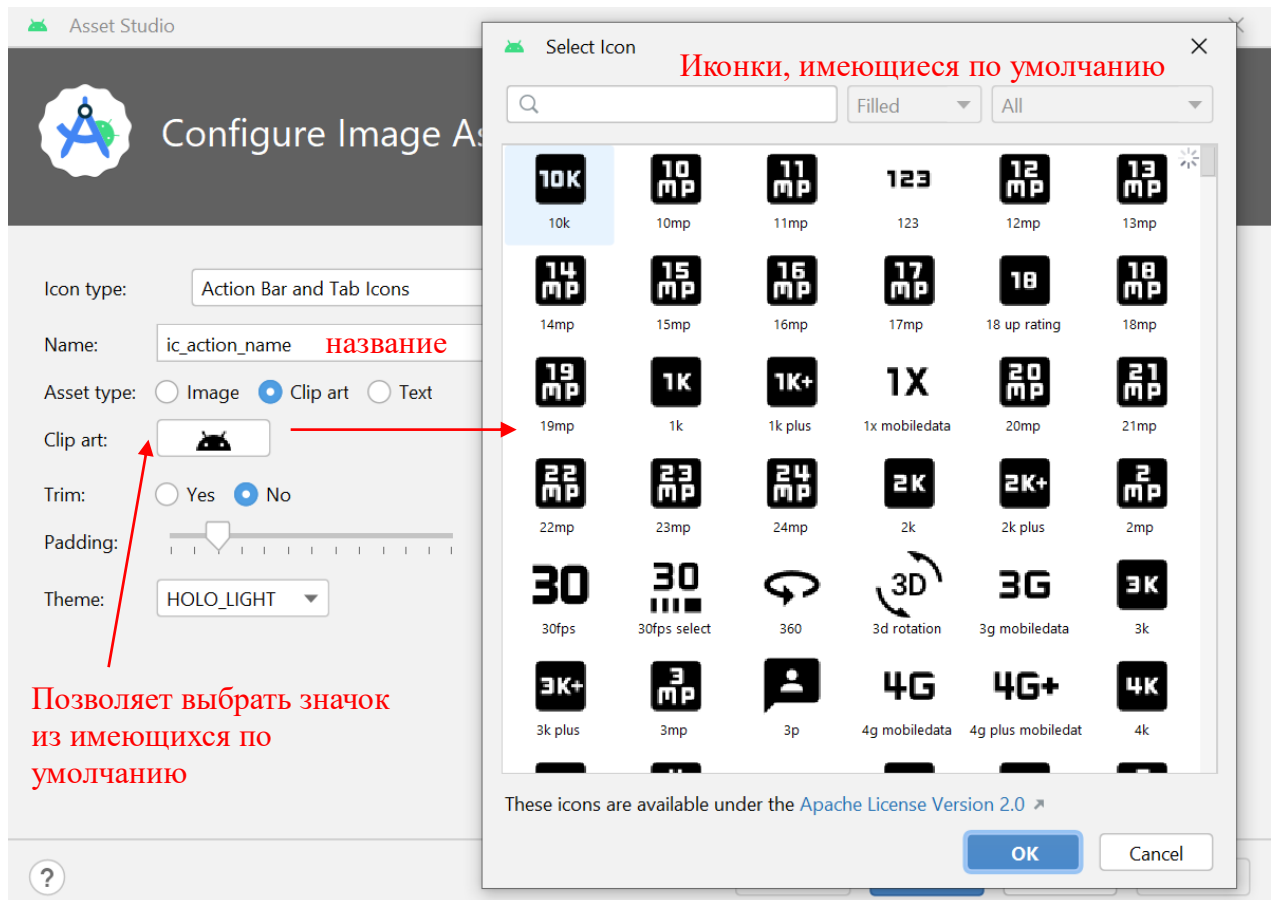 Asset Studio
Configure Image As
Icon type:
Action Bar and Tab Icons
Name:
ic_action_name
название
Asset type:
Image
Clip art
Text
Clip art:
Trim:
Yes
No
Padding:
Theme:
HOLO_LIGHT
Позволяет выбрать значок
из имеющихся по
умолчанию
?
Select Icon
Иконки, имеющиеся по умолчанию
Filled
All
10K 10 MP 11 MP 123 12 MP 13 MP
10k 10mp 11mp 123 12mp 13mp
14 MP 15 MP 16 MP 17 MP 18 18 MP
14mp 15mp 16mp 17mp 18 up rating 18mp
19 MP 1K 1K+ 1X 20 MP 21 MP
19mp 1k 1k plus 1x mobiledata 20mp 21mp
22 MP 23 MP 24 MP 2K 2K+ 2 MP
22mp 23mp 24mp 2k 2k plus 2mp
30 30 3D 3G 3K
30fps 30fps select 360 3d rotation 3g mobiledata 3k
3K+ 3 MP 4G 4G+ 4K
3k plus 3mp 3p 4g mobiledata 4g plus mobiledat 4k
These icons are available under the Apache License Version 2.0
OK
Cancel